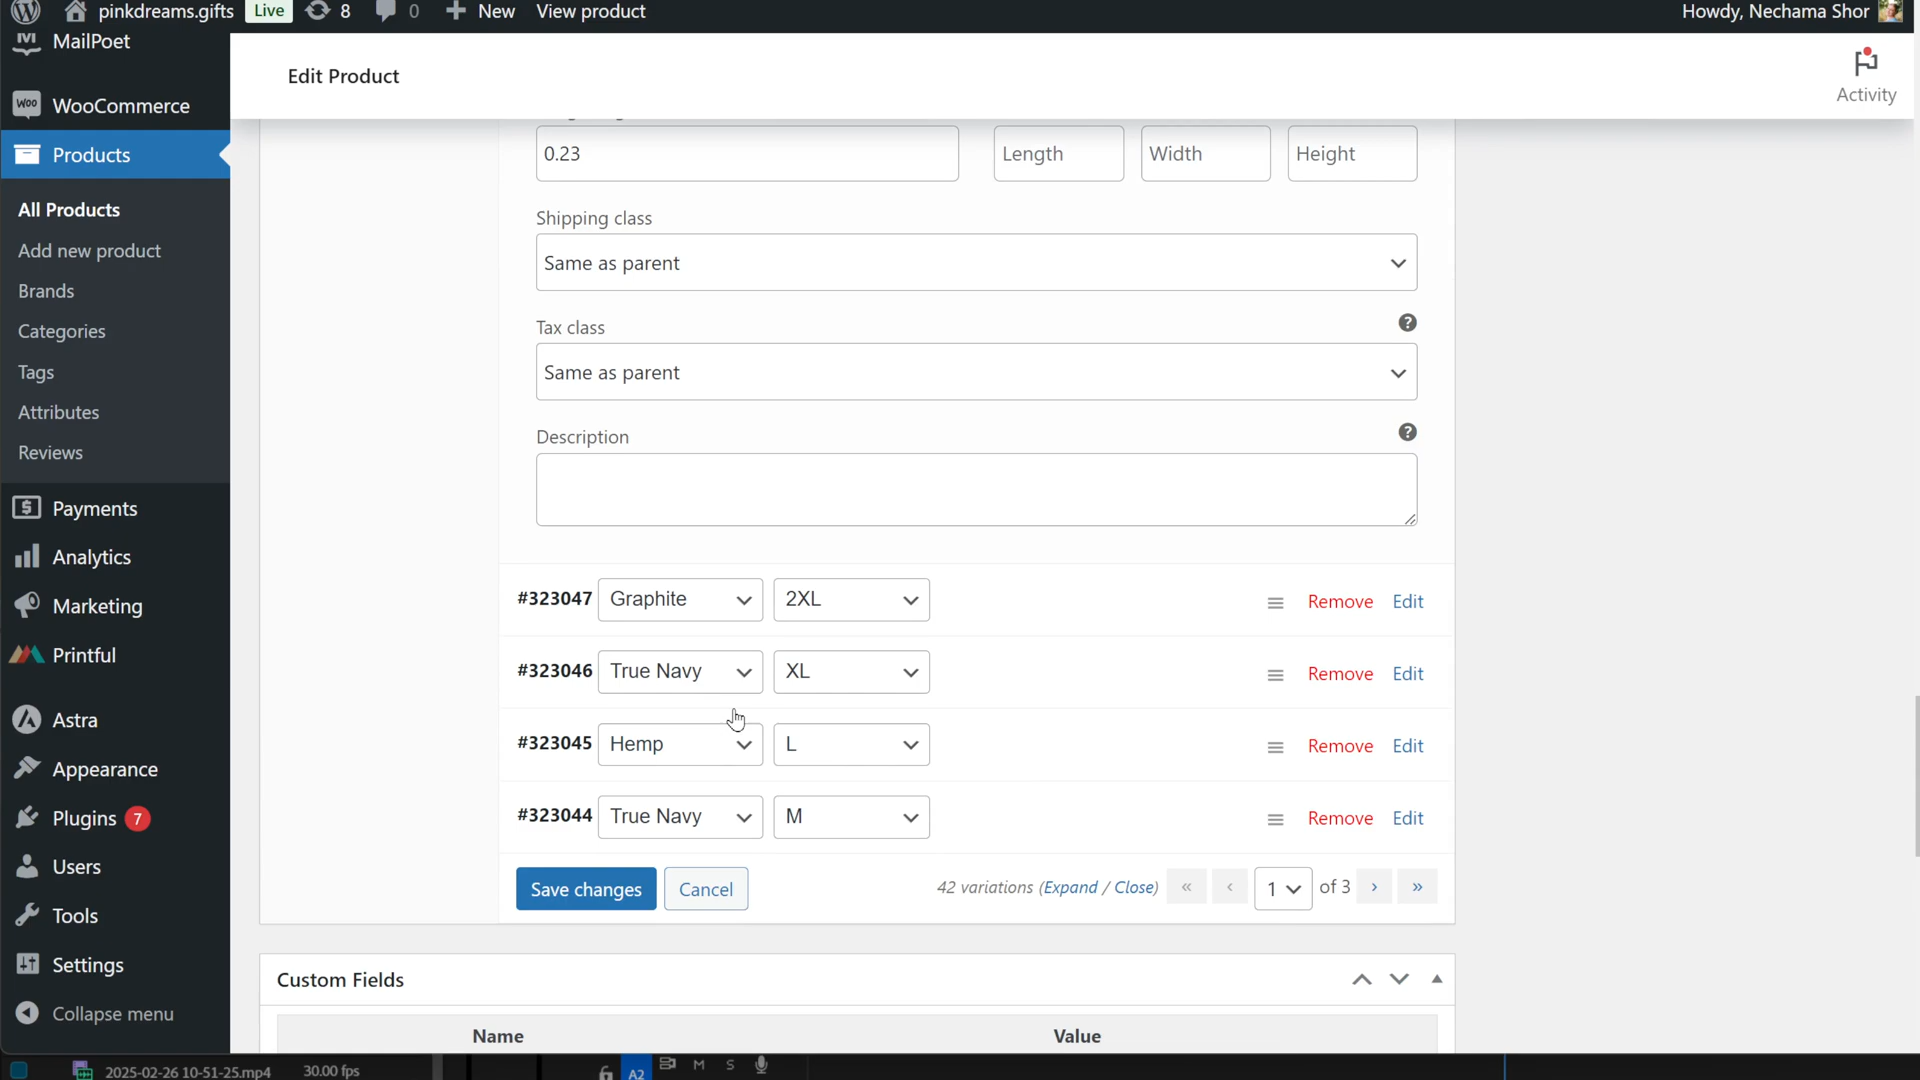 pinkdreams.gifts Live 8 0 New View product Howdy, Nechama Shor
MailPoet
Edit Product
Activity
WooCommerce
Products
0.23 Length Width Height
All Products
Shipping class
Add new product
Same as parent
Brands
Categories
Tax class
Tags
Same as parent
Attributes
Description
Reviews
Payments
Analytics
Marketing
#323047 Graphite 2XL Remove Edit
Printful
#323046 True Navy XL Remove Edit
Astra
#323045 Hemp L Remove Edit
Appearance
Plugins 7
#323044 True Navy M Remove Edit
Users
Save changes Cancel 42 variations (Expand / Close) « ‹ 1 of 3 › »
Tools
Settings
Custom Fields
Collapse menu
Name Value
2025-02-26 10-51-25.mp4 30.00 fps A2 M S